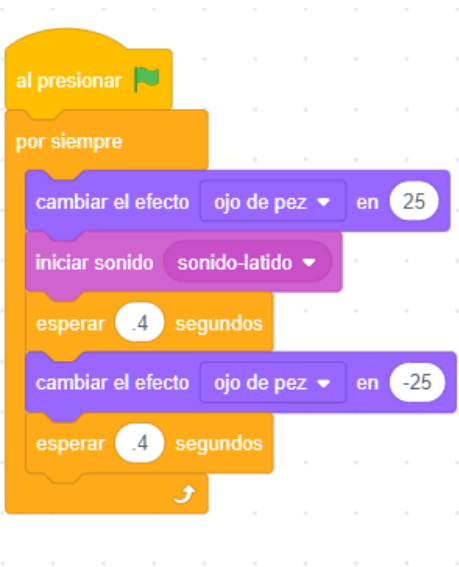 al presionar
por siempre
cambiar el efecto ojo de pez en 25
iniciar sonido sonido-latido
esperar .4 segundos
cambiar el efecto ojo de pez en -25
esperar .4 segundos